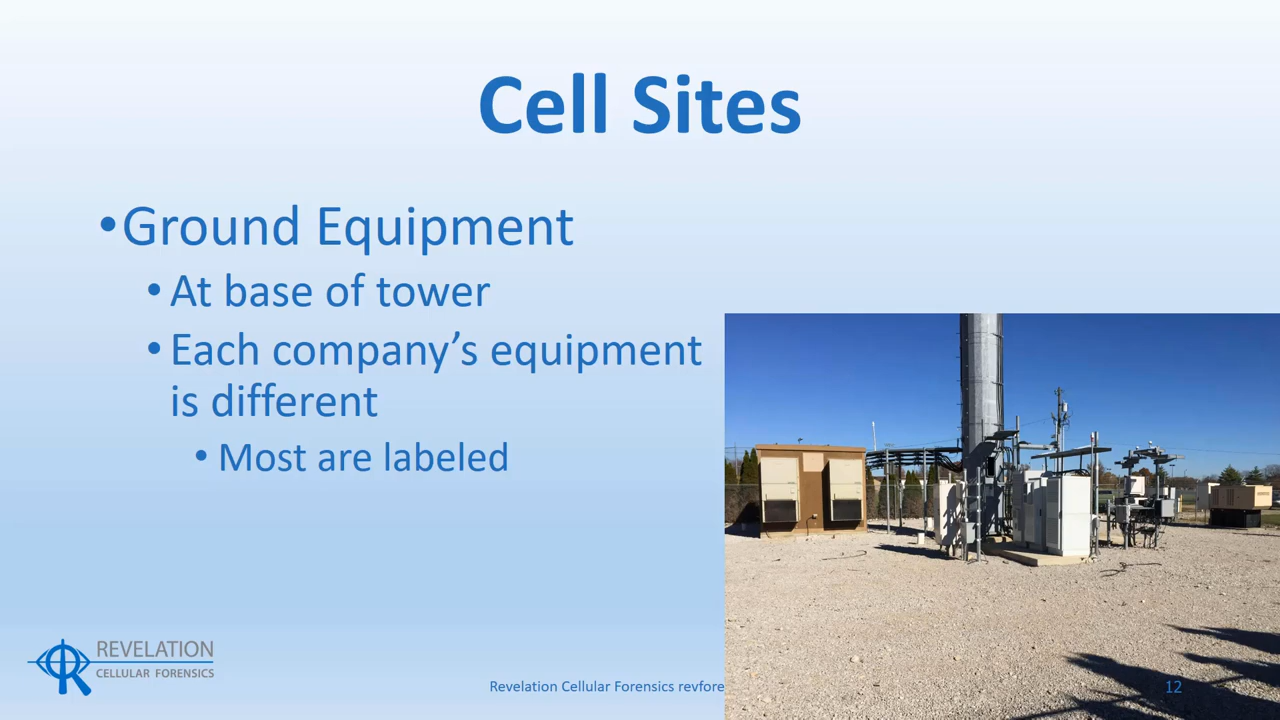 Cell Sites
•Ground Equipment
• At base of tower
• Each company’s equipment
is different
• Most are labeled
REVELATION
CELLULAR FORENSICS
Revelation Cellular Forensics revfore
12